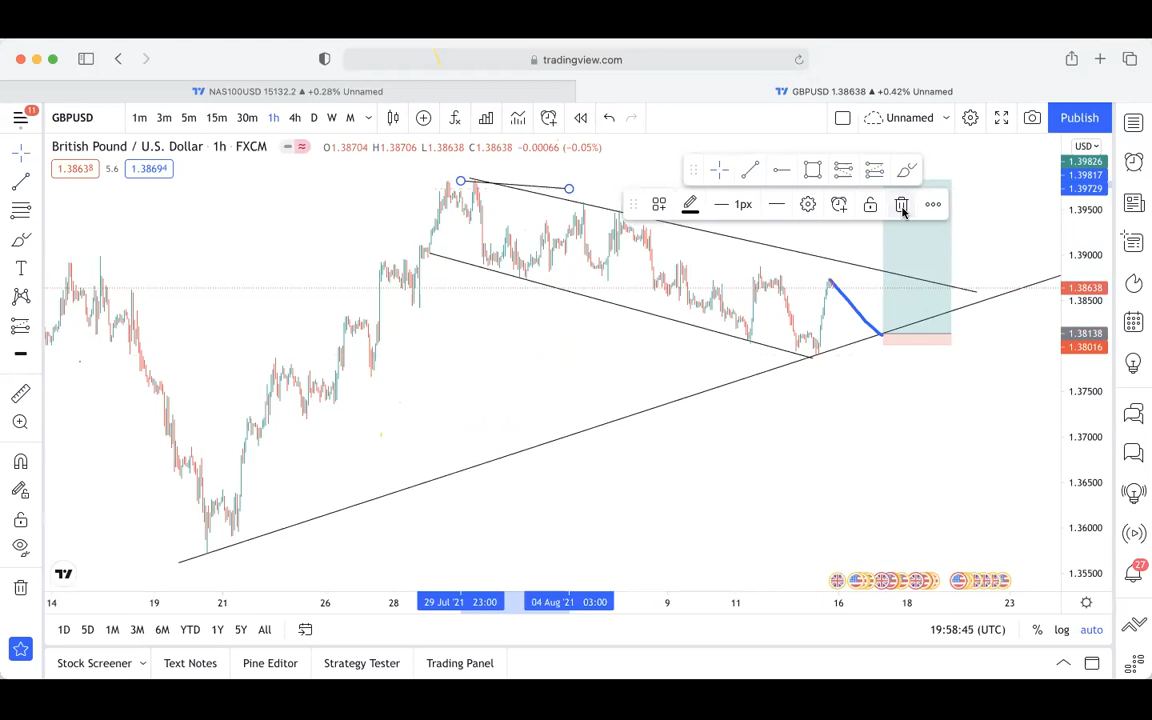 tradingview.com
NAS100USD 15132.2 ▲ +0.28% Unnamed
GBPUSD 1.38638 ▲ +0.42% Unnamed
11
GBPUSD 1m 3m 5m 15m 30m 1h 4h D W M Unnamed Publish
British Pound / U.S. Dollar · 1h · FXCM O1.38704 H1.38706 L1.38638 C1.38638 −0.00066 (−0.05%)
USD
1.38638 5.6 1.38694
1.39826
1.39817
1.39729
1px
1.39500
1.39000
1.38638
1.38500
1.38138
1.38016
1.37500
1.37000
1.36500
1.36000
1.35500
27
14 19 21 26 28 29 Jul '21 23:00 04 Aug '21 03:00 9 11 16 18 23
1D 5D 1M 3M 6M YTD 1Y 5Y All 19:58:45 (UTC) % log auto
Stock Screener Text Notes Pine Editor Strategy Tester Trading Panel